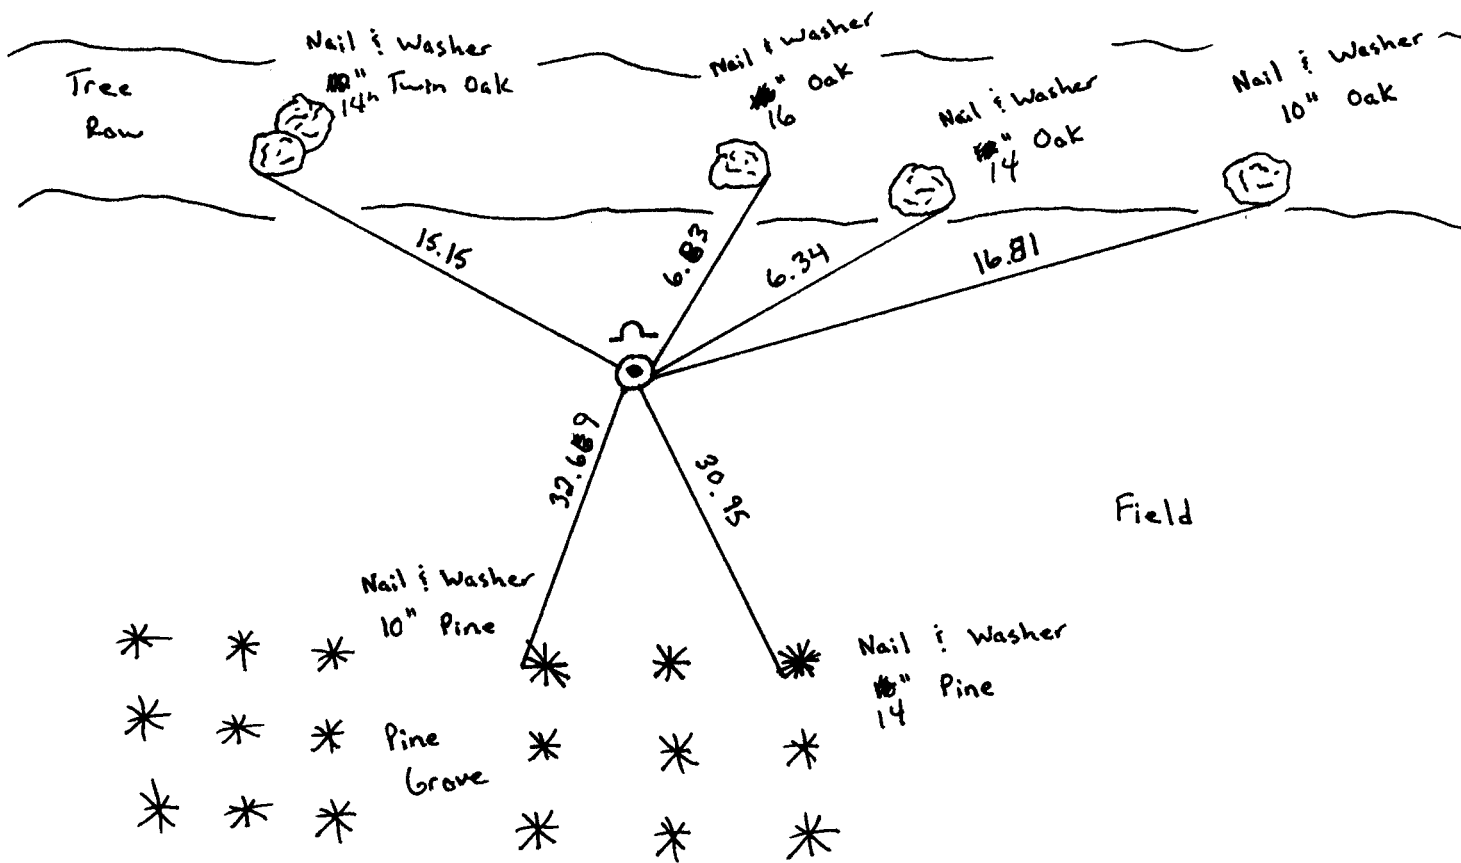 Nail & Washer
14" Twin Oak
Nail & Washer
16" Oak
Nail & Washer
14" Oak
Nail & Washer
10" Oak
Tree
Row
15.15
6.83
6.34
16.81
30.95
Field
Nail & Washer
10" Pine
Nail & Washer
14" Pine
Pine
Grove